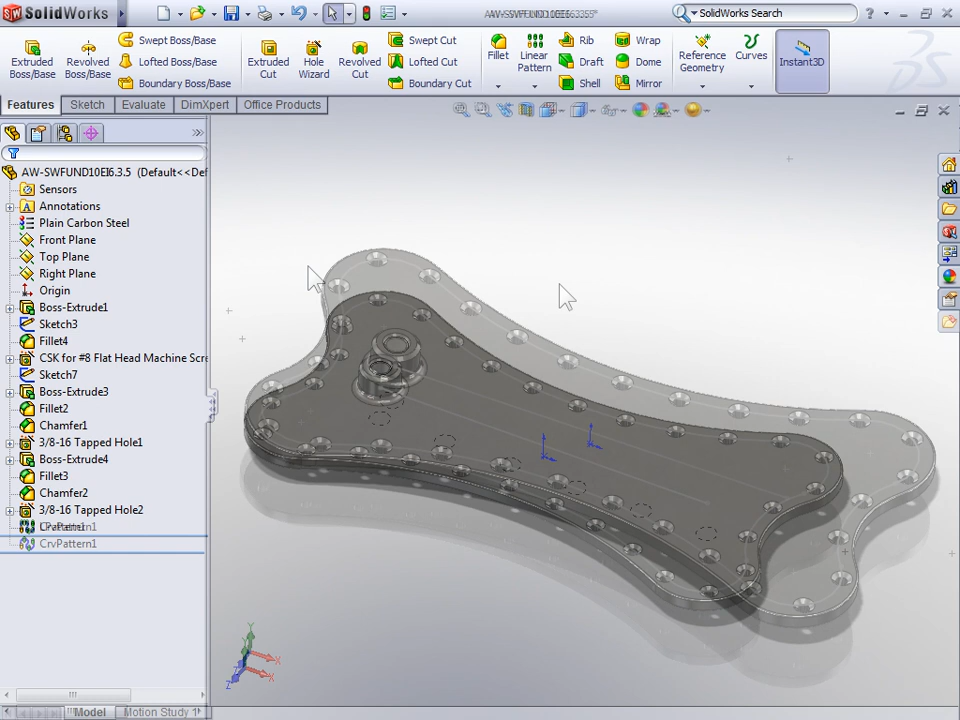 SolidWorks
SolidWorks Search
Extruded Boss/Base
Revolved Boss/Base
Swept Boss/Base
Lofted Boss/Base
Boundary Boss/Base
Extruded Cut
Hole Wizard
Revolved Cut
Swept Cut
Lofted Cut
Boundary Cut
Fillet
Linear Pattern
Rib
Draft
Shell
Wrap
Dome
Mirror
Reference Geometry
Curves
Instant3D
Features
Sketch
Evaluate
DimXpert
Office Products
AW-SWFUND10EI6.3.5 (Default<<Def
Sensors
Annotations
Plain Carbon Steel
Front Plane
Top Plane
Right Plane
Origin
Boss-Extrude1
Sketch3
Fillet4
CSK for #8 Flat Head Machine Scre
Sketch7
Boss-Extrude3
Fillet2
Chamfer1
3/8-16 Tapped Hole1
Boss-Extrude4
Fillet3
Chamfer2
3/8-16 Tapped Hole2
CrvPattern1
Model
Motion Study 1
Y
X
Z
X